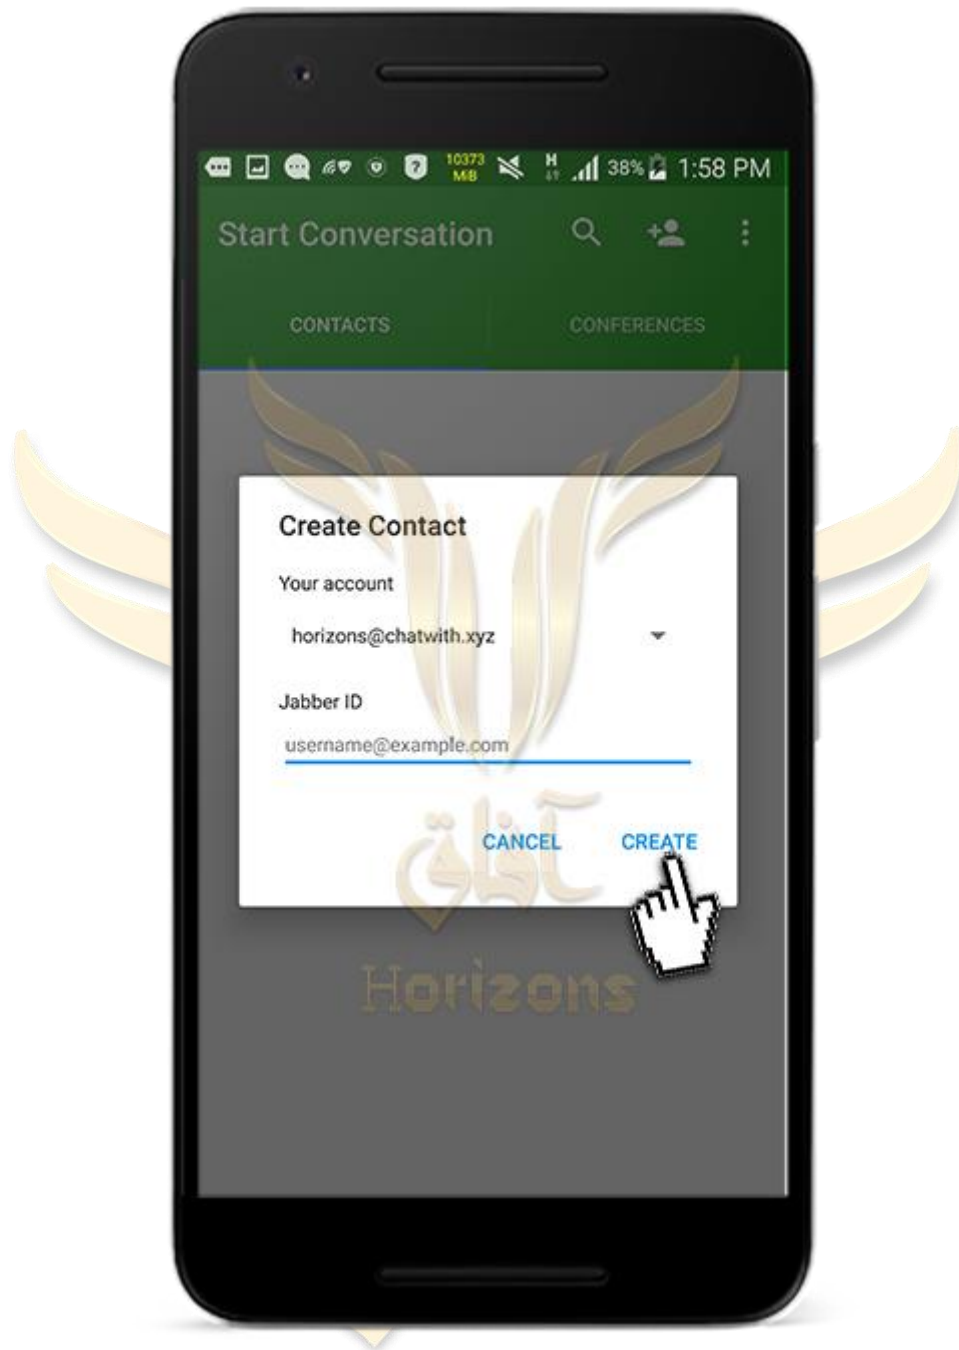 10373
MiB
H
38%
1:58 PM
Start Conversation
CONTACTS
CONFERENCES
Create Contact
Your account
horizons@chatwith.xyz
Jabber ID
username@example.com
CANCEL
CREATE
آفاق
Horizons